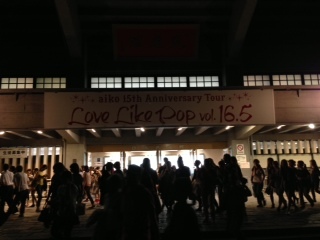 aiko 15th Anniversary Tour
Love Like Pop vol.16.5